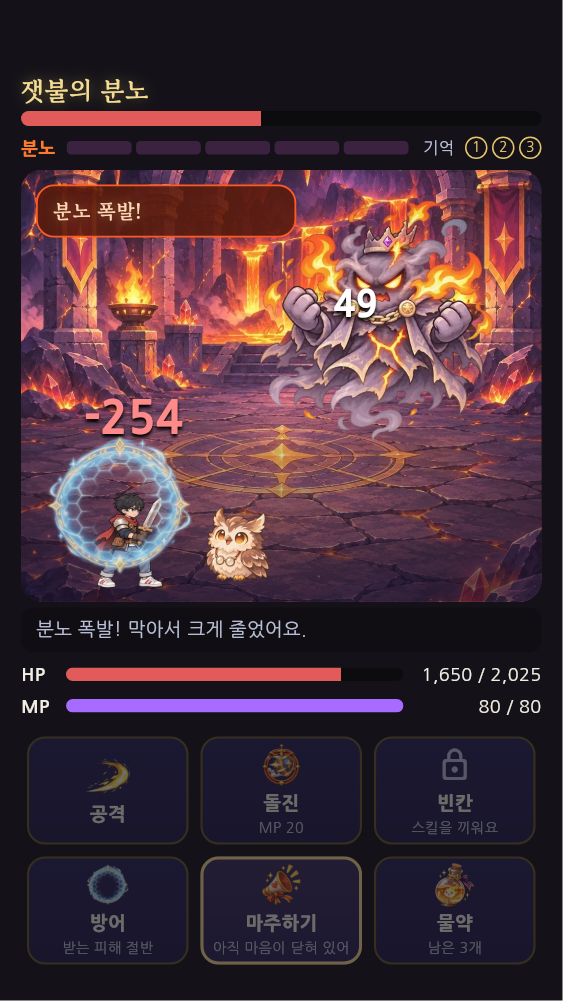 잿불의 분노
분노 기억 1 2 3
분노 폭발!
49
-254
분노 폭발! 막아서 크게 줄었어요.
HP 1,650 / 2,025
MP 80 / 80
공격
돌진
MP 20
빈칸
스킬을 끼워요
방어
받는 피해 절반
마주하기
아직 마음이 닫혀 있어
물약
남은 3개